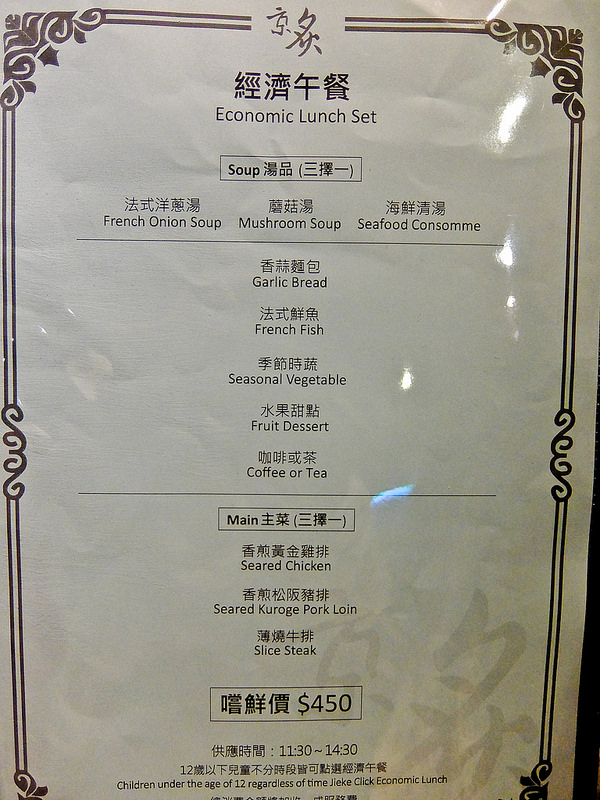 京炙
經濟午餐
Economic Lunch Set
Soup 湯品 (三擇一)
法式洋蔥湯 蘑菇湯 海鮮清湯
French Onion Soup Mushroom Soup Seafood Consomme
香蒜麵包
Garlic Bread
法式鮮魚
French Fish
季節時蔬
Seasonal Vegetable
水果甜點
Fruit Dessert
咖啡或茶
Coffee or Tea
Main 主菜 (三擇一)
香煎黃金雞排
Seared Chicken
香煎松阪豬排
Seared Kuroge Pork Loin
薄燒牛排
Slice Steak
嚐鮮價 $450
供應時間：11:30~14:30
12歲以下兒童不分時段皆可點選經濟午餐
Children under the age of 12 regardless of time Jieke Click Economic Lunch